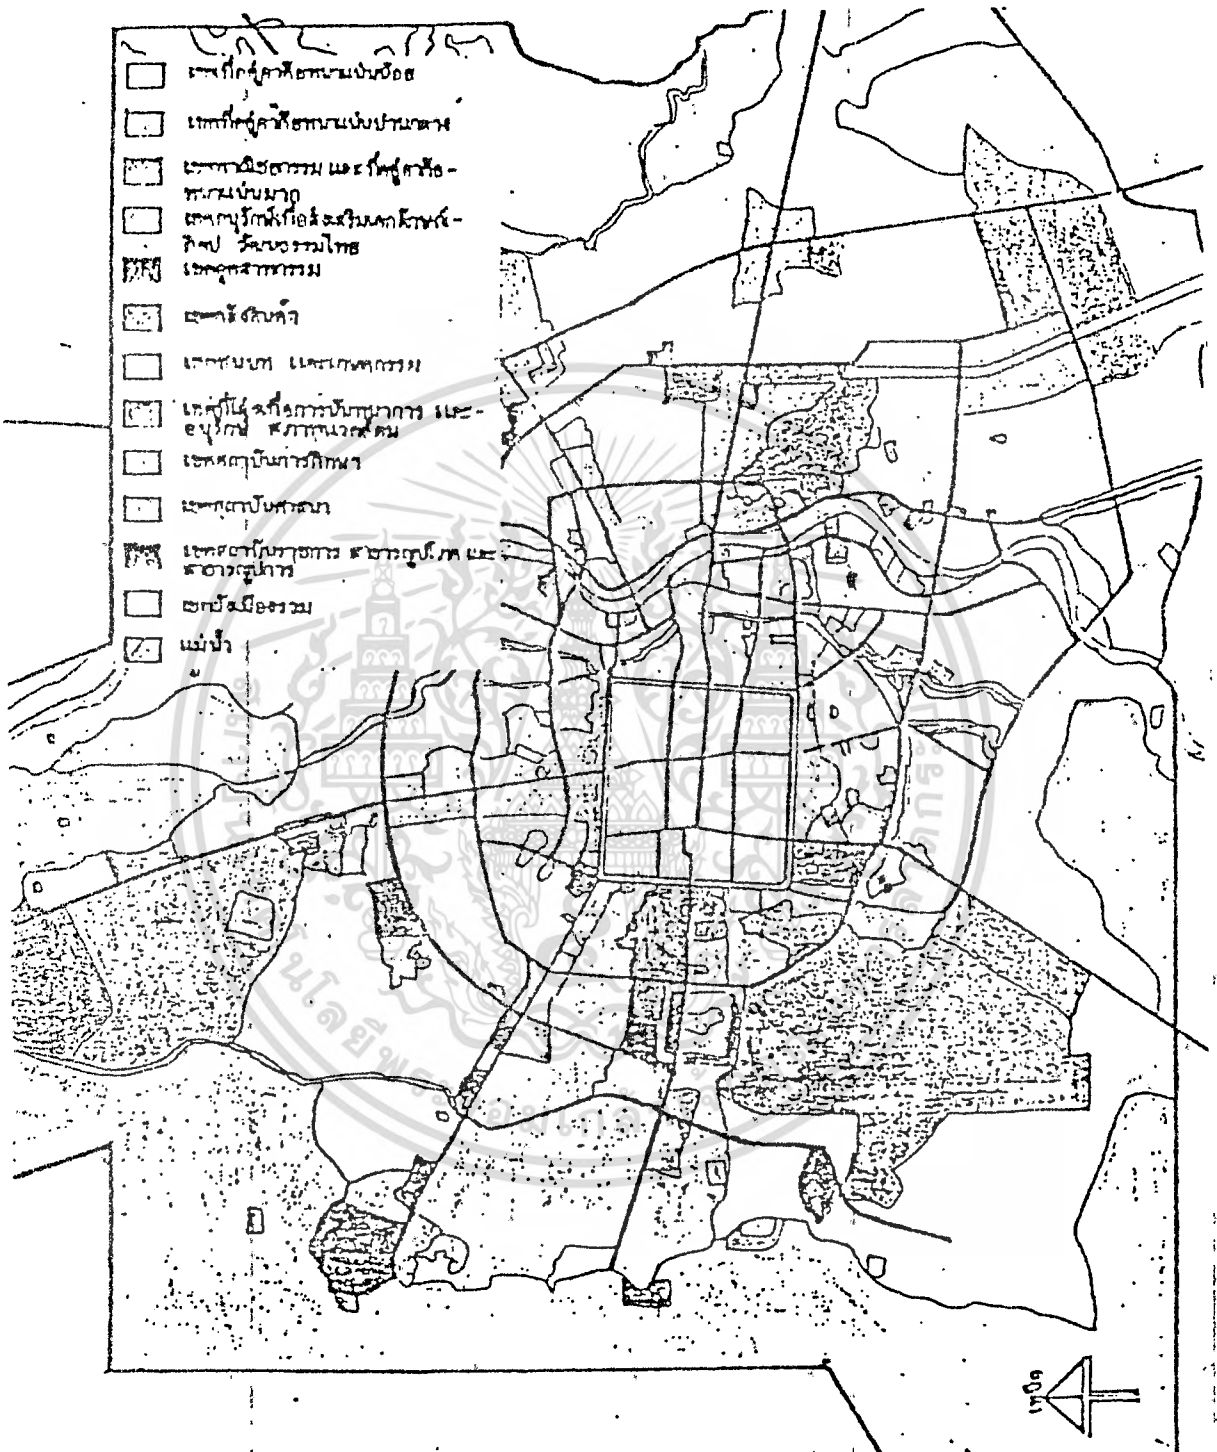 เขตที่อยู่อาศัยหนาแน่นน้อย
เขตที่อยู่อาศัยหนาแน่นปานกลาง
เขตพาณิชยกรรม และที่อยู่อาศัย-
หนาแน่นมาก
เขตอนุรักษ์เพื่อส่งเสริมเอกลักษณ์-
ศิลป วัฒนธรรมไทย
เขตอุตสาหกรรม
เขตคลังสินค้า
เขตชนบท และเกษตรกรรม
เขตที่โล่งเพื่อการนันทนาการ และ-
อนุรักษ์ สภาพแวดล้อม
เขตสถาบันการศึกษา
เขตสถาบันศาสนา
เขตสถาบันราชการ สาธารณูปโภค และ
สาธารณูปการ
เขตผังเมืองรวม
แม่น้ำ